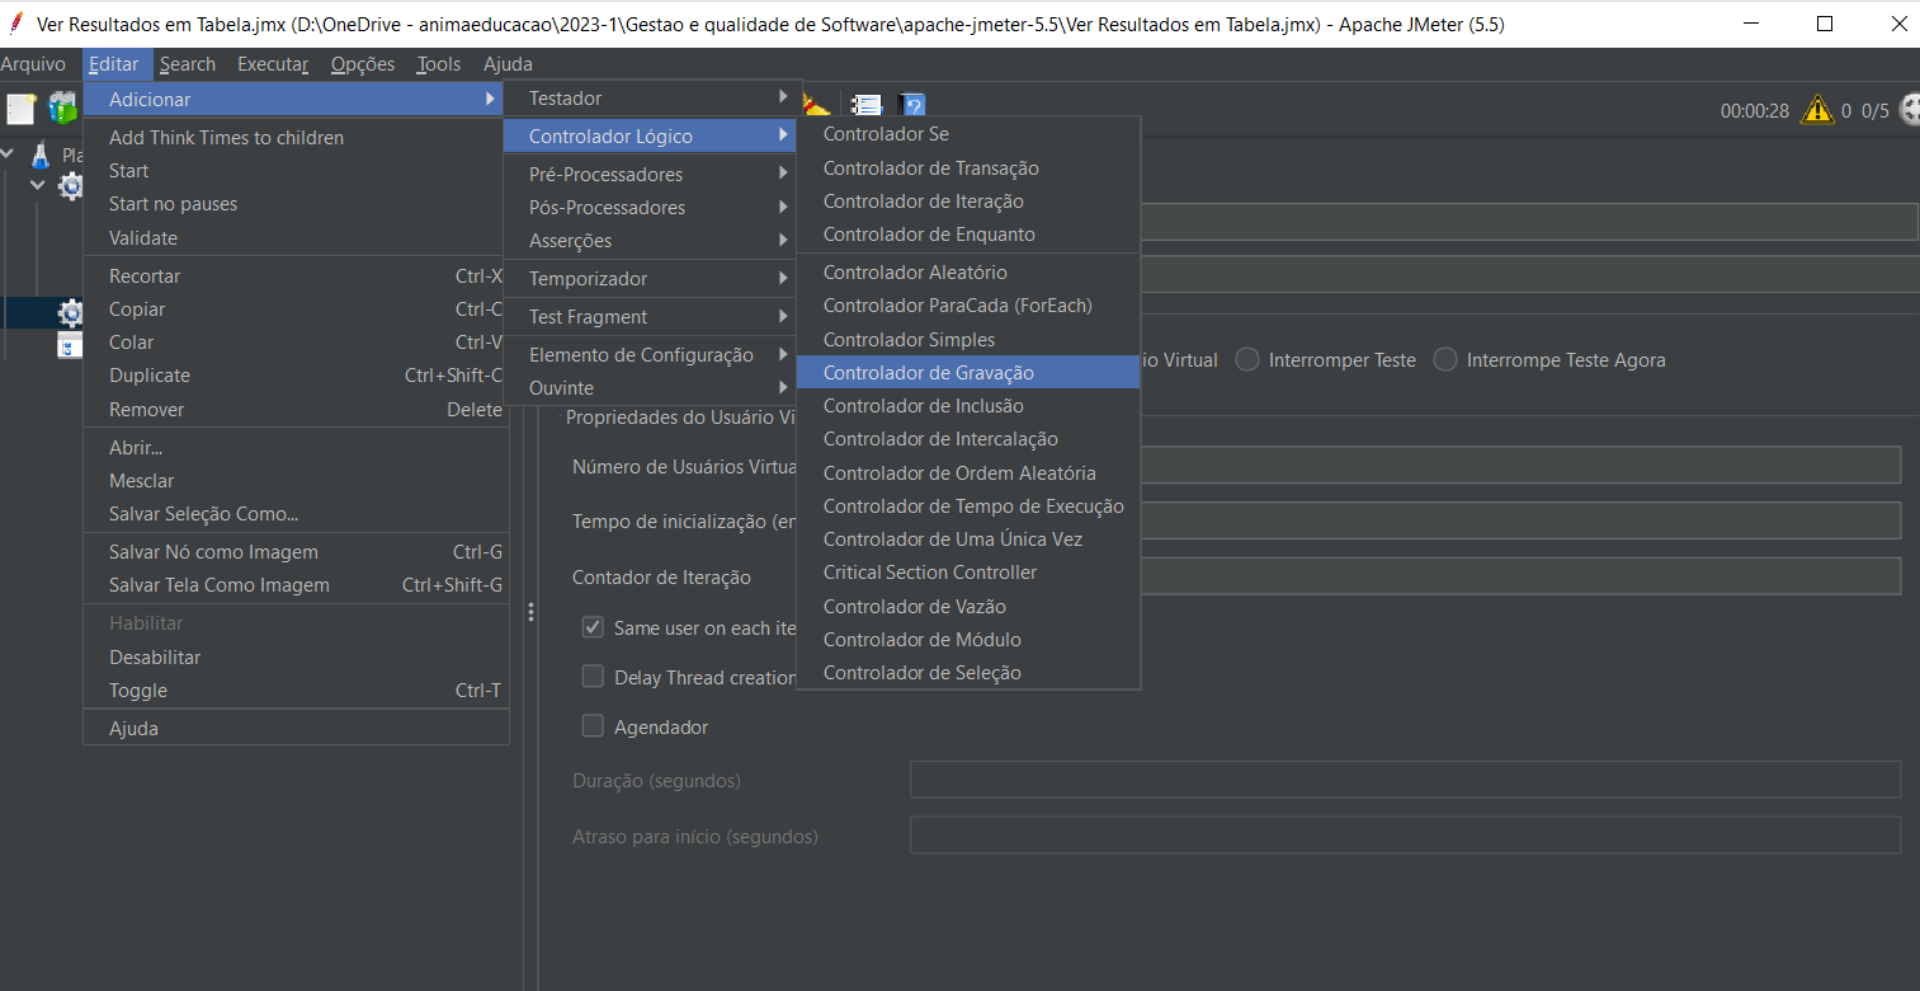 Ver Resultados em Tabela.jmx (D:\OneDrive - animaeducacao\2023-1\Gestao e qualidade de Software\apache-jmeter-5.5\Ver Resultados em Tabela.jmx) - Apache JMeter (5.5)
Arquivo Editar Search Executar Opções Tools Ajuda
00:00:28 0 0/5
Adicionar
Add Think Times to children
Start
Start no pauses
Validate
Recortar Ctrl-X
Copiar Ctrl-C
Colar Ctrl-V
Duplicate Ctrl+Shift-C
Remover Delete
Abrir...
Mesclar
Salvar Seleção Como...
Salvar Nó como Imagem Ctrl-G
Salvar Tela Como Imagem Ctrl+Shift-G
Habilitar
Desabilitar
Toggle Ctrl-T
Ajuda
Testador
Controlador Lógico
Pré-Processadores
Pós-Processadores
Asserções
Temporizador
Test Fragment
Elemento de Configuração
Ouvinte
Controlador Se
Controlador de Transação
Controlador de Iteração
Controlador de Enquanto
Controlador Aleatório
Controlador ParaCada (ForEach)
Controlador Simples
Controlador de Gravação
Controlador de Inclusão
Controlador de Intercalação
Controlador de Ordem Aleatória
Controlador de Tempo de Execução
Controlador de Uma Única Vez
Critical Section Controller
Controlador de Vazão
Controlador de Módulo
Controlador de Seleção
Pla
io Virtual Interromper Teste Interrompe Teste Agora
Propriedades do Usuário Vi
Número de Usuários Virtua
Tempo de inicialização (em
Contador de Iteração
Same user on each ite
Delay Thread creation
Agendador
Duração (segundos)
Atraso para início (segundos)